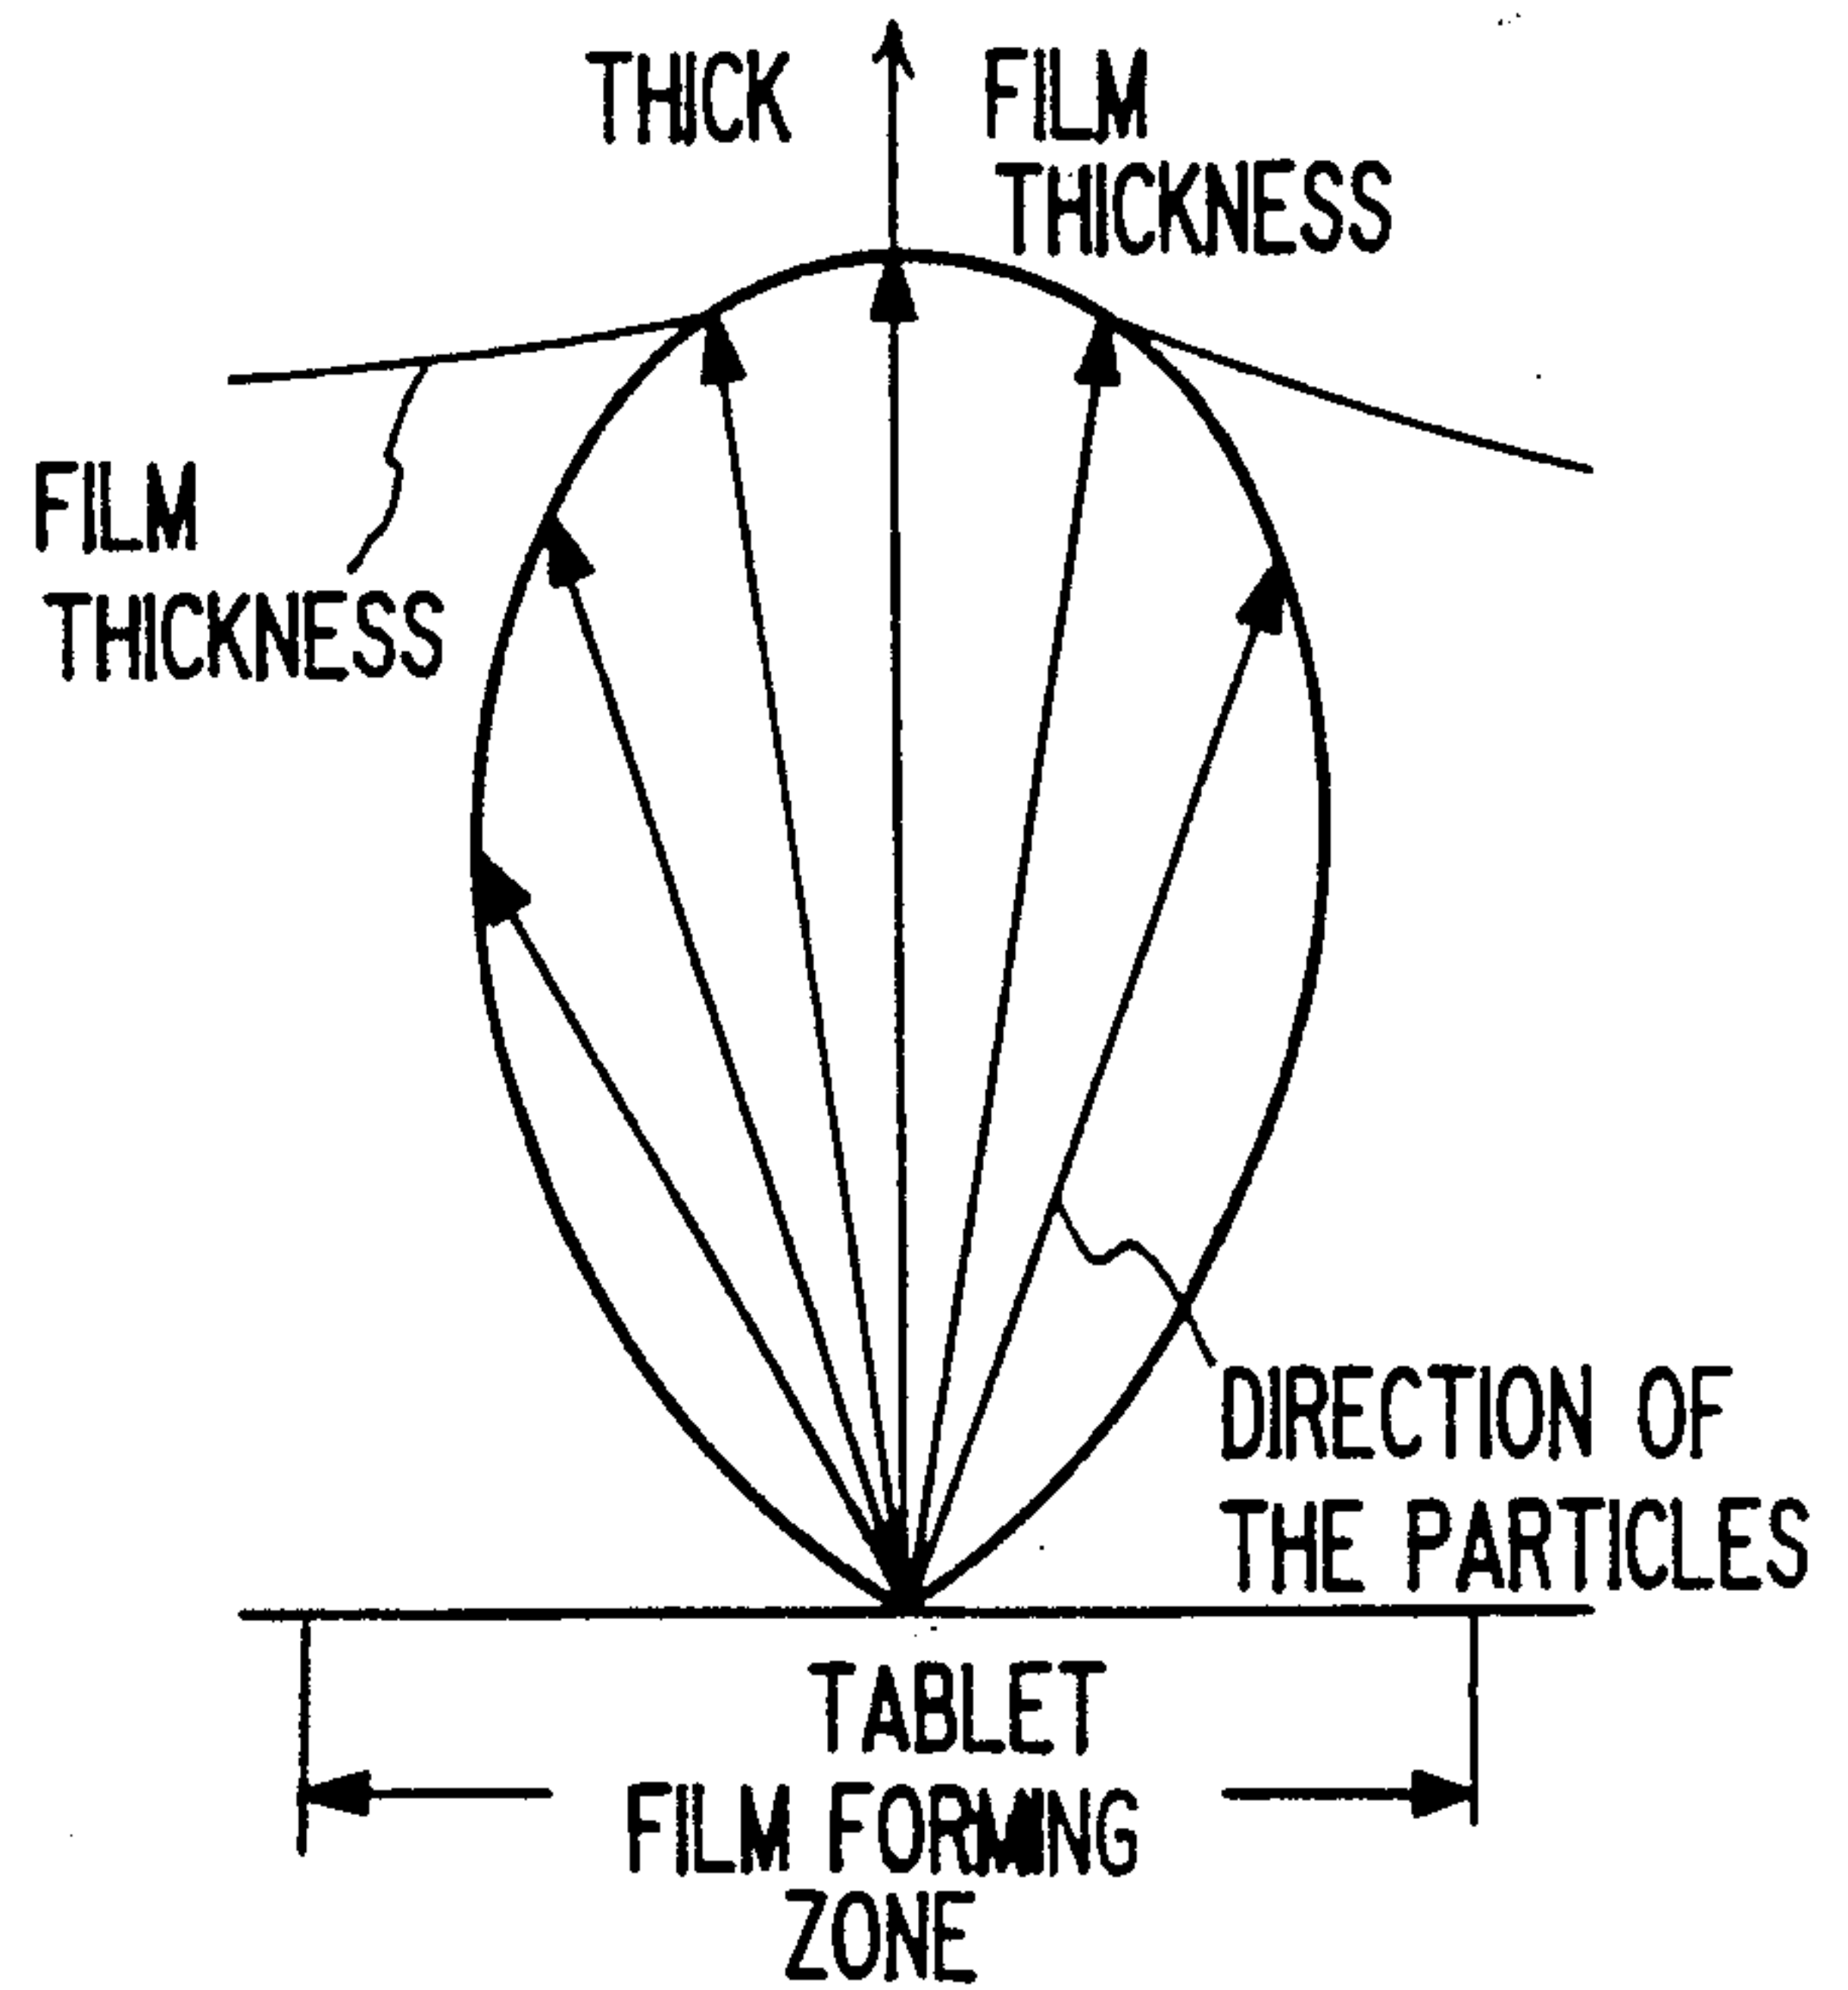 THICK
FILM
THICKNESS
FILM
THICKNESS
DIRECTION OF
THE PARTICLES
TABLET
FILM FORMING
ZONE